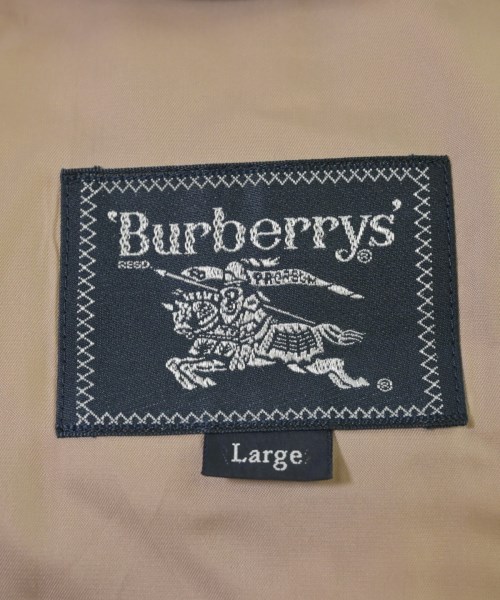 'Burberrys'®
REGD.
PRORSUM
®
Large